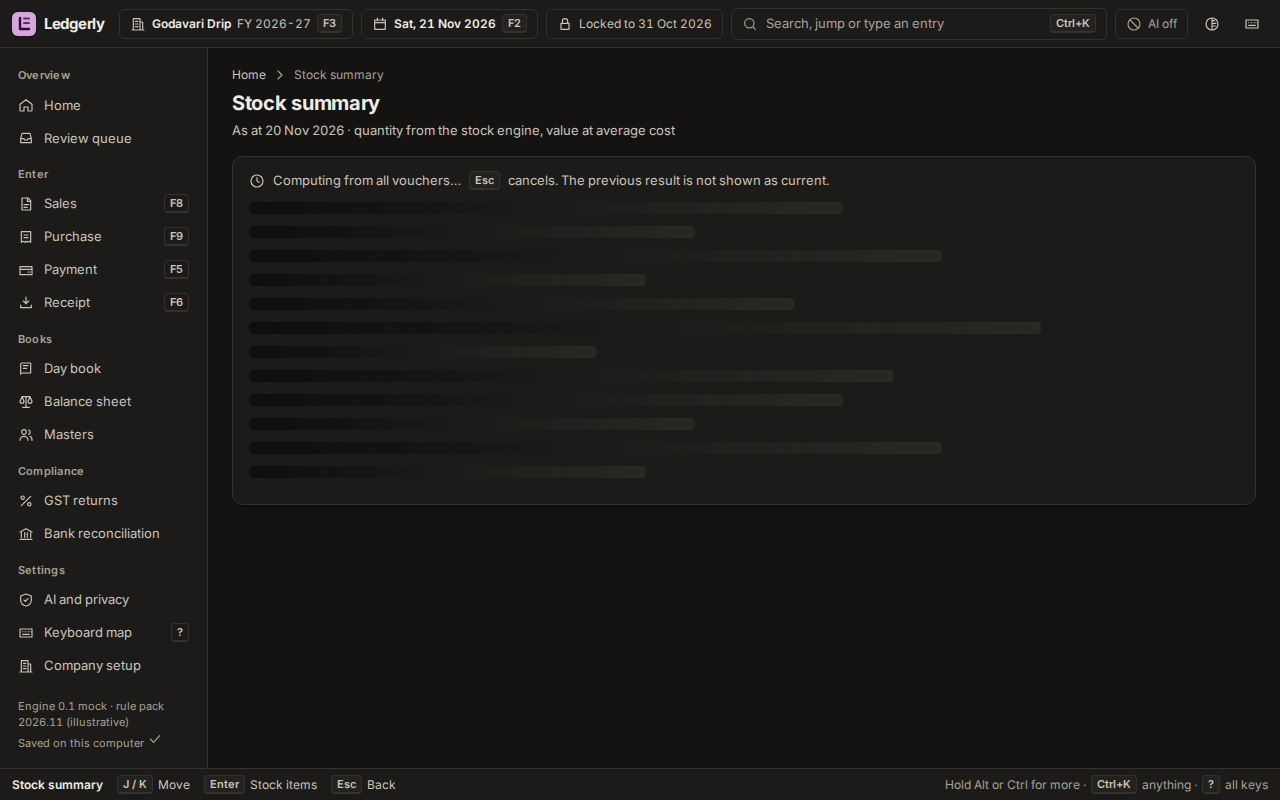 Ledgerly
Godavari Drip FY 2026-27 F3
Sat, 21 Nov 2026 F2
Locked to 31 Oct 2026
Search, jump or type an entry Ctrl+K
AI off
Overview
Home
Review queue
Enter
Sales F8
Purchase F9
Payment F5
Receipt F6
Books
Day book
Balance sheet
Masters
Compliance
GST returns
Bank reconciliation
Settings
AI and privacy
Keyboard map ?
Company setup
Engine 0.1 mock · rule pack
2026.11 (illustrative)
Saved on this computer
Home Stock summary
Stock summary
As at 20 Nov 2026 · quantity from the stock engine, value at average cost
Computing from all vouchers… Esc cancels. The previous result is not shown as current.
Stock summary J / K Move Enter Stock items Esc Back
Hold Alt or Ctrl for more · Ctrl+K anything · ? all keys